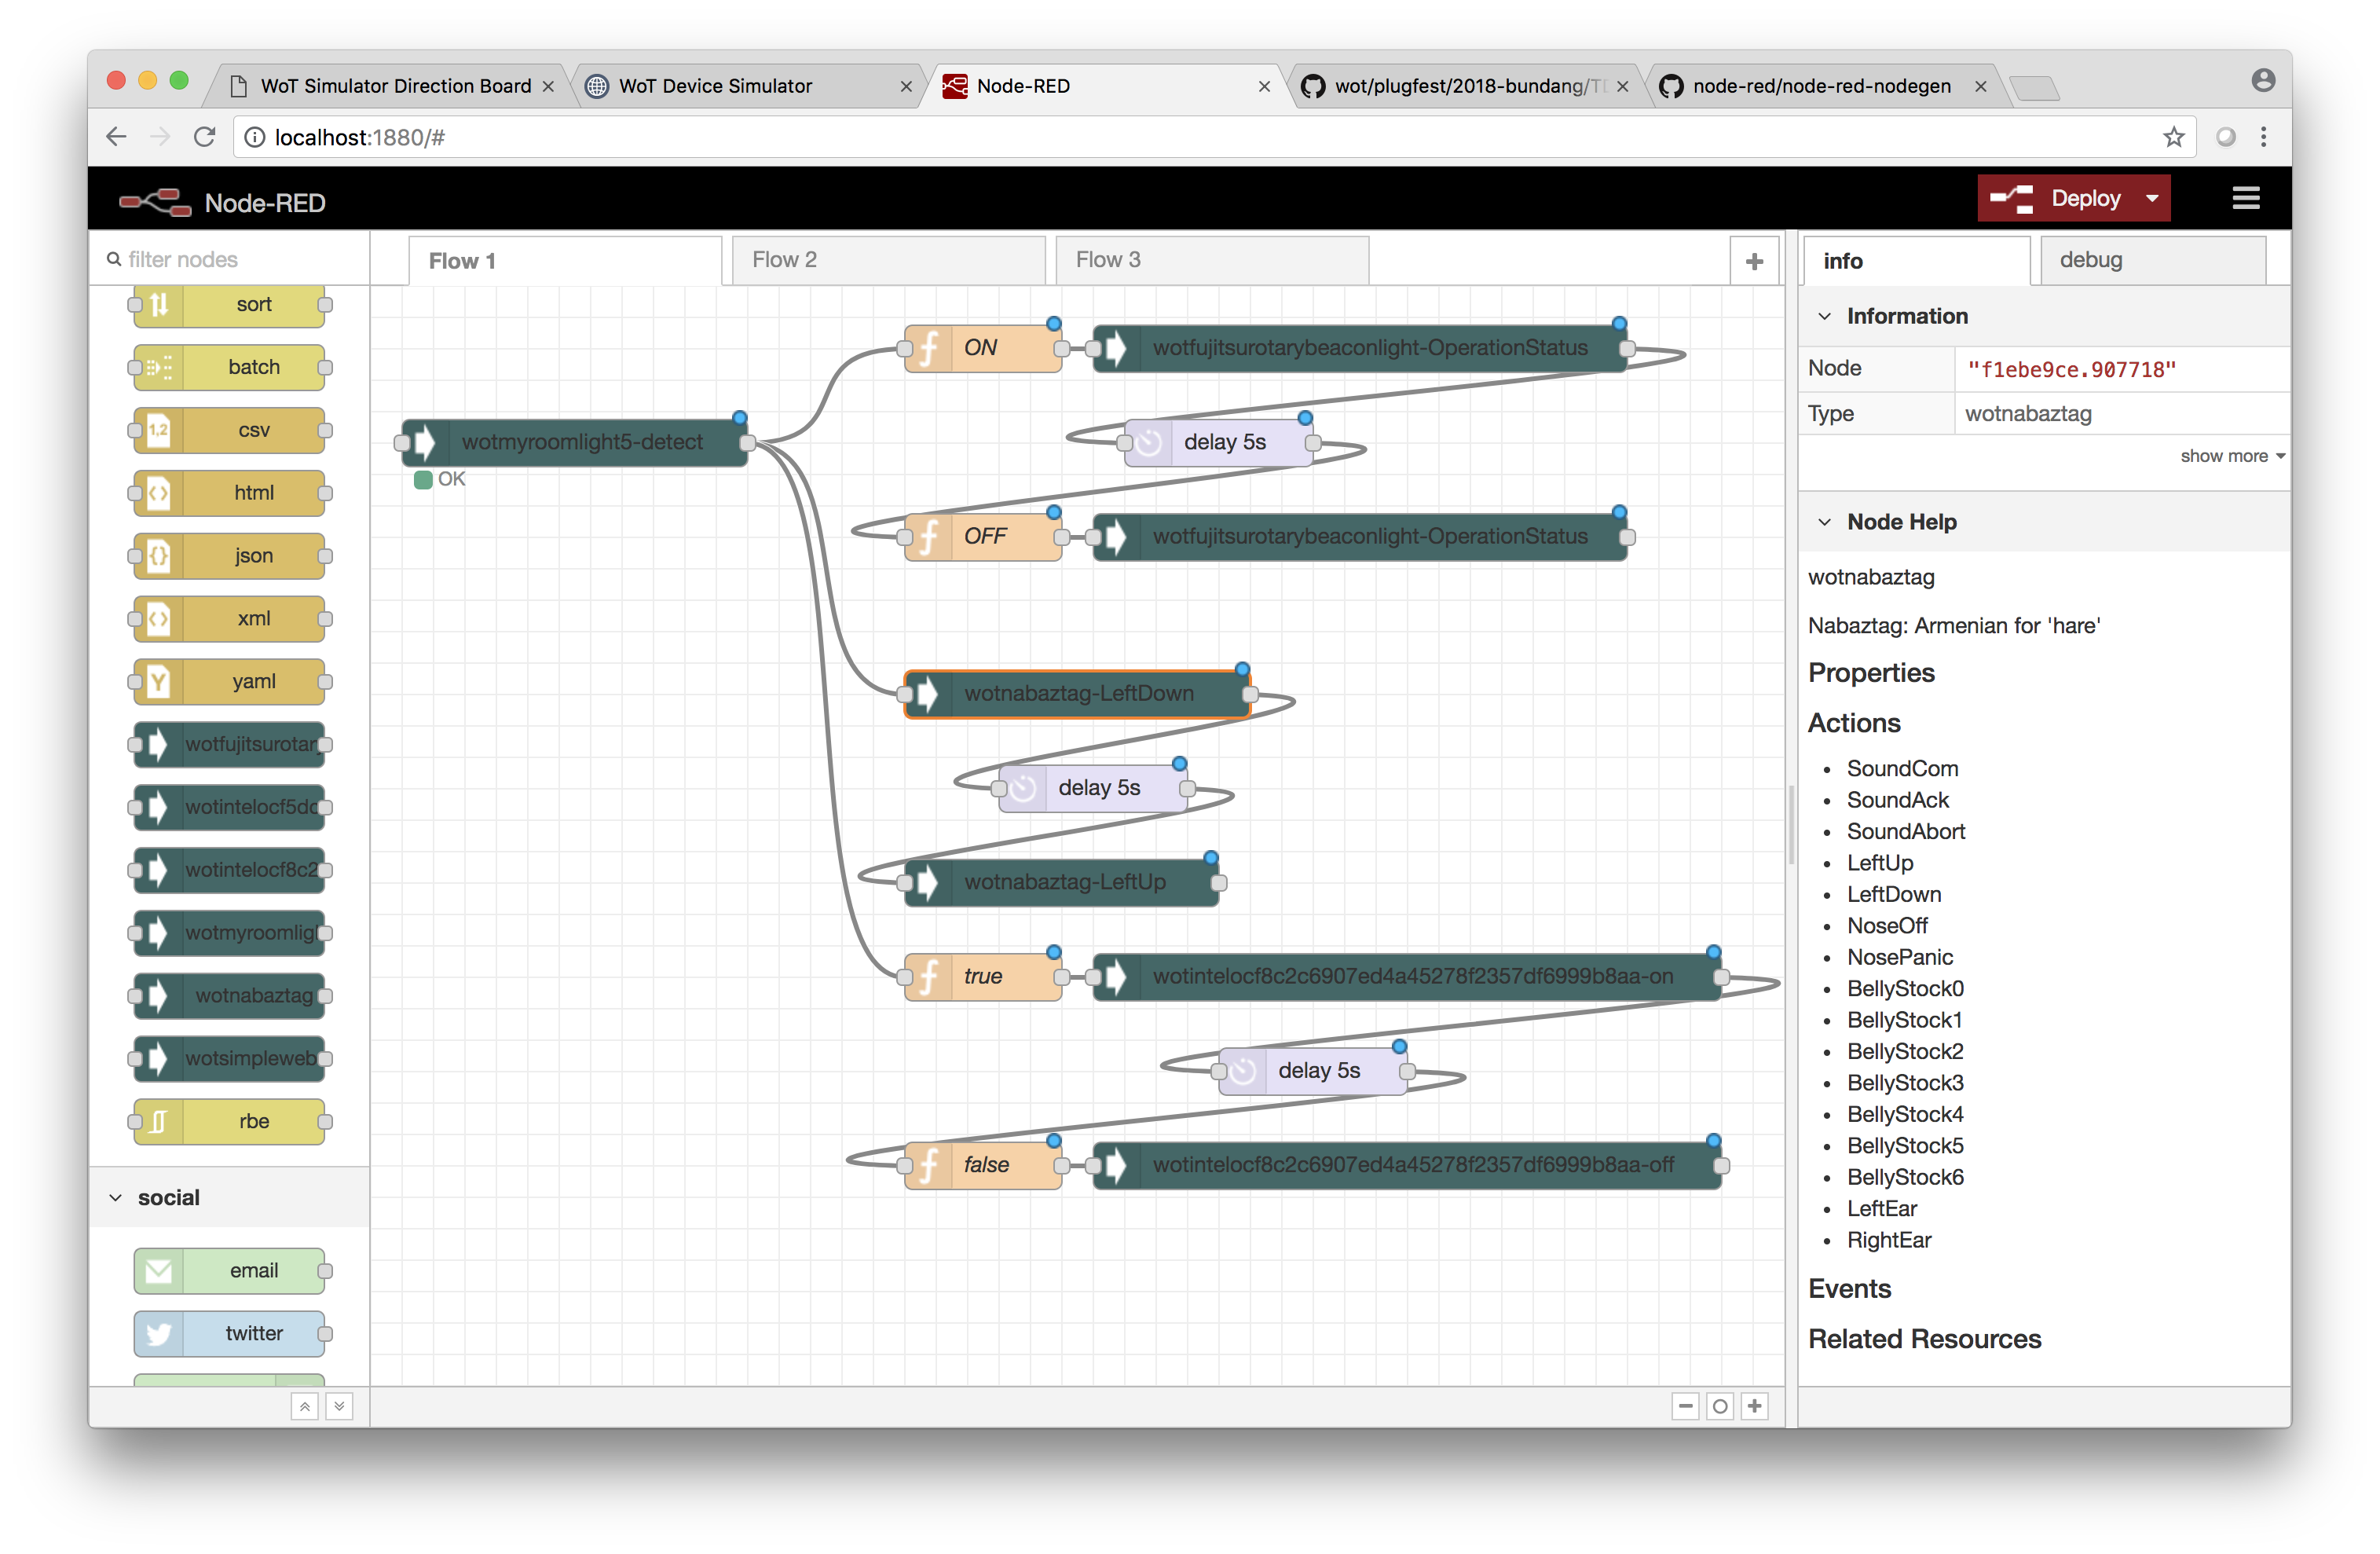 WoT Simulator Direction Board
WoT Device Simulator
Node-RED
wot/plugfest/2018-bundang/
node-red/node-red-nodegen
localhost:1880/#
Node-RED
Deploy
filter nodes
sort
batch
1,2
csv
html
json
xml
Y
yaml
wotfujitsurotar
wotintelocf5d
wotintelocf8c2
wotmyroomlig
wotnabaztag
wotsimpleweb
rbe
social
email
twitter
Flow 1
Flow 2
Flow 3
ON
wotfujitsurotarybeaconlight-OperationStatus
wotmyroomlight5-detect
OK
delay 5s
OFF
wotfujitsurotarybeaconlight-OperationStatus
wotnabaztag-LeftDown
delay 5s
wotnabaztag-LeftUp
true
wotintelocf8c2c6907ed4a45278f2357df6999b8aa-on
delay 5s
false
wotintelocf8c2c6907ed4a45278f2357df6999b8aa-off
info
debug
Information
Node "f1ebe9ce.907718"
Type wotnabaztag
show more
Node Help
wotnabaztag
Nabaztag: Armenian for 'hare'
Properties
Actions
• SoundCom
• SoundAck
• SoundAbort
• LeftUp
• LeftDown
• NoseOff
• NosePanic
• BellyStock0
• BellyStock1
• BellyStock2
• BellyStock3
• BellyStock4
• BellyStock5
• BellyStock6
• LeftEar
• RightEar
Events
Related Resources